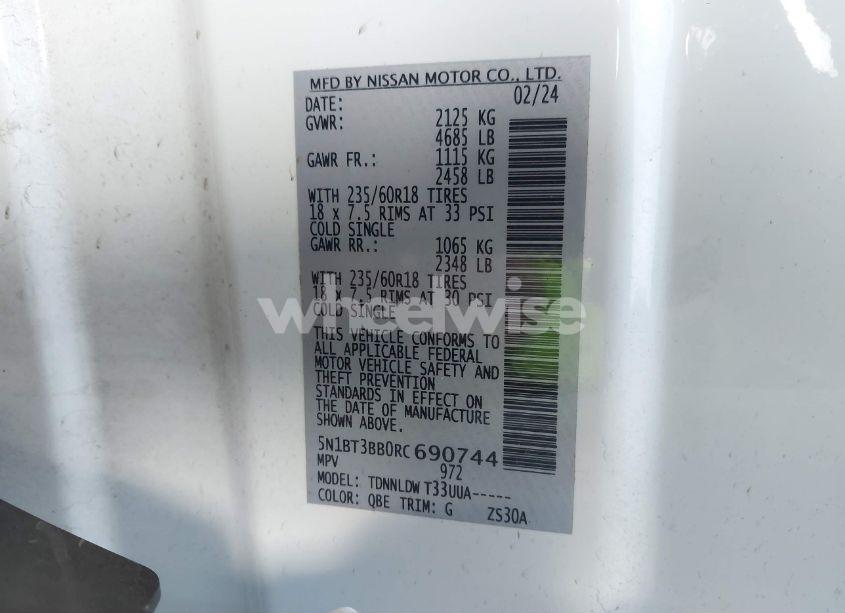 MFD BY NISSAN MOTOR CO., LTD.
DATE: 02/24
GVWR: 2125 KG
4685 LB
GAWR FR.: 1115 KG
2458 LB
WITH 235/60R18 TIRES
18 x 7.5 RIMS AT 33 PSI
COLD SINGLE
GAWR RR.: 1065 KG
2348 LB
WITH 235/60R18 TIRES
18 x 7.5 RIMS AT 30 PSI
COLD SINGLE
wheelwise
THIS VEHICLE CONFORMS TO
ALL APPLICABLE FEDERAL
MOTOR VEHICLE SAFETY AND
THEFT PREVENTION
STANDARDS IN EFFECT ON
THE DATE OF MANUFACTURE
SHOWN ABOVE.
5N1BT3BB0RC690744
MPV 972
MODEL: TDNNLDW T33UUA-----
COLOR: QBE TRIM: G ZS30A